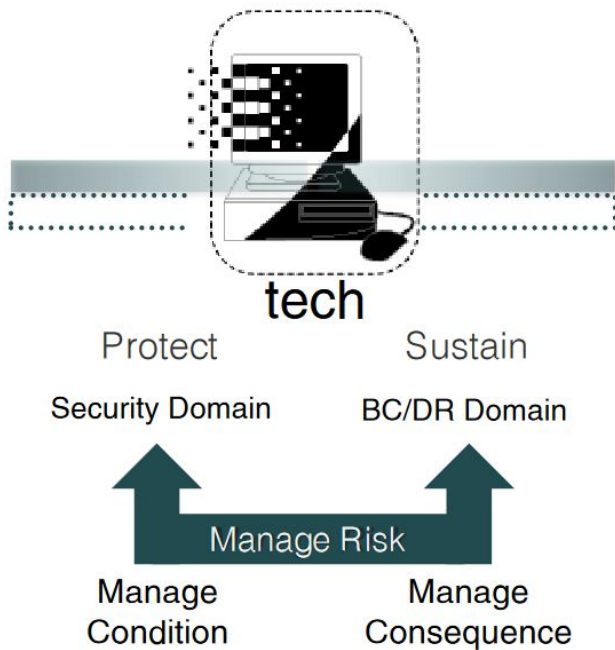 tech
Protect
Sustain
Security Domain
BC/DR Domain
Manage Risk
Manage
Condition
Manage
Consequence